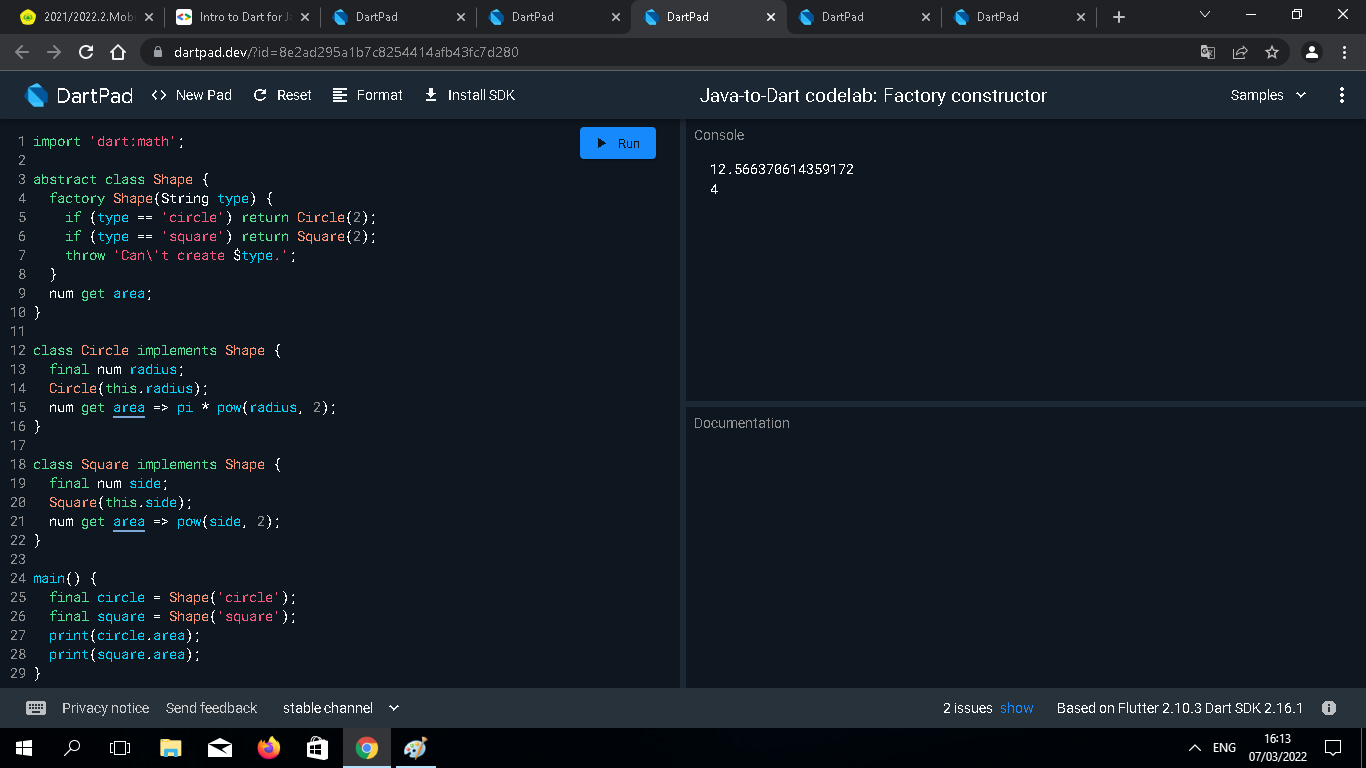 2021/2022.2.Mobi
Intro to Dart for Ja
DartPad
DartPad
DartPad
DartPad
DartPad
dartpad.dev/?id=8e2ad295a1b7c8254414afb43fc7d280
DartPad
<> New Pad
Reset
Format
Install SDK
Java-to-Dart codelab: Factory constructor
Samples
1 import 'dart:math';
2
3 abstract class Shape {
4   factory Shape(String type) {
5     if (type == 'circle') return Circle(2);
6     if (type == 'square') return Square(2);
7     throw 'Can\'t create $type.';
8   }
9   num get area;
10 }
11
12 class Circle implements Shape {
13   final num radius;
14   Circle(this.radius);
15   num get area => pi * pow(radius, 2);
16 }
17
18 class Square implements Shape {
19   final num side;
20   Square(this.side);
21   num get area => pow(side, 2);
22 }
23
24 main() {
25   final circle = Shape('circle');
26   final square = Shape('square');
27   print(circle.area);
28   print(square.area);
29 }
Run
Console
12.566370614359172
4
Documentation
Privacy notice
Send feedback
stable channel
2 issues show
Based on Flutter 2.10.3 Dart SDK 2.16.1
ENG
16:13
07/03/2022